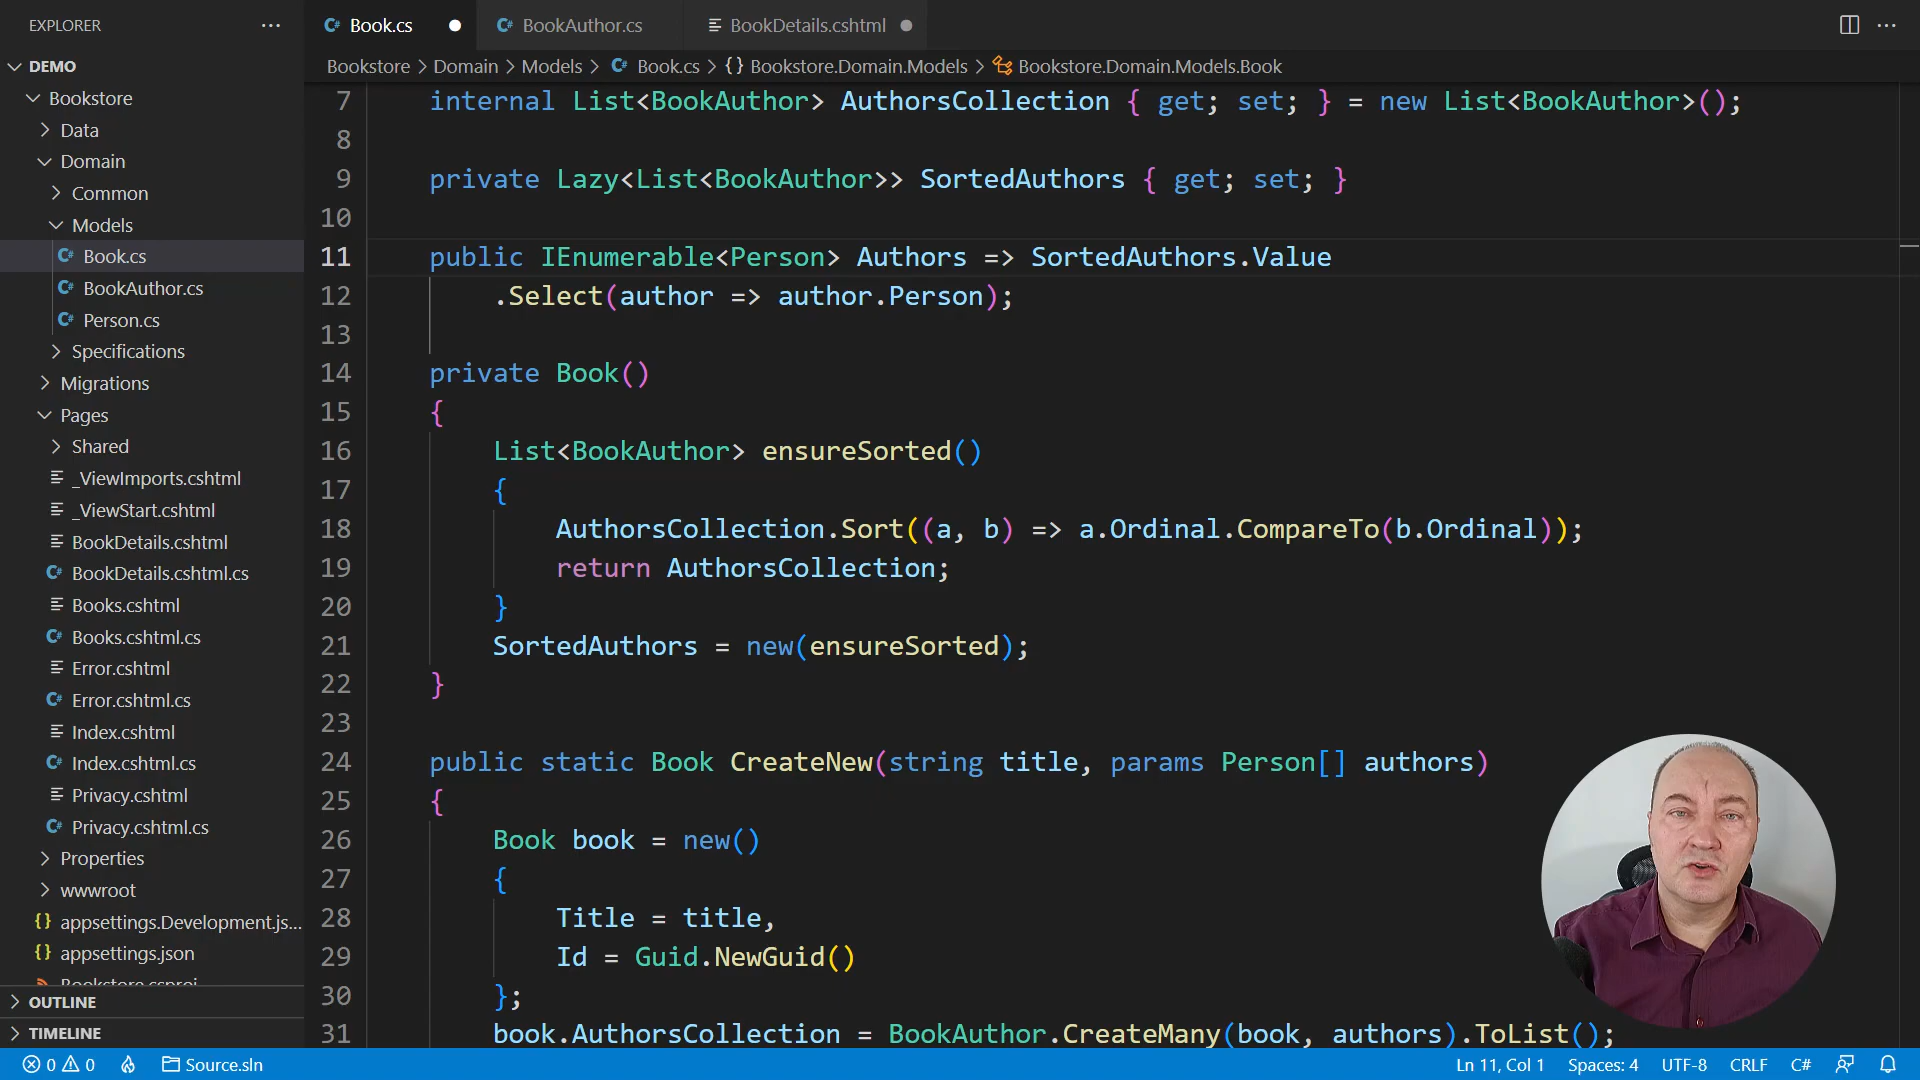 EXPLORER
DEMO
Bookstore
Data
Domain
Common
Models
Book.cs
BookAuthor.cs
Person.cs
Specifications
Migrations
Pages
Shared
_ViewImports.cshtml
_ViewStart.cshtml
BookDetails.cshtml
BookDetails.cshtml.cs
Books.cshtml
Books.cshtml.cs
Error.cshtml
Error.cshtml.cs
Index.cshtml
Index.cshtml.cs
Privacy.cshtml
Privacy.cshtml.cs
Properties
wwwroot
{} appsettings.Development.js...
{} appsettings.json
Bookstore.csproj
OUTLINE
TIMELINE
C# Book.cs C# BookAuthor.cs BookDetails.cshtml
Bookstore > Domain > Models > C# Book.cs > {} Bookstore.Domain.Models > Bookstore.Domain.Models.Book
7 internal List<BookAuthor> AuthorsCollection { get; set; } = new List<BookAuthor>();
8
9 private Lazy<List<BookAuthor>> SortedAuthors { get; set; }
10
11 public IEnumerable<Person> Authors => SortedAuthors.Value
12 .Select(author => author.Person);
13
14 private Book()
15 {
16 List<BookAuthor> ensureSorted()
17 {
18 AuthorsCollection.Sort((a, b) => a.Ordinal.CompareTo(b.Ordinal));
19 return AuthorsCollection;
20 }
21 SortedAuthors = new(ensureSorted);
22 }
23
24 public static Book CreateNew(string title, params Person[] authors)
25 {
26 Book book = new()
27 {
28 Title = title,
29 Id = Guid.NewGuid()
30 };
31 book.AuthorsCollection = BookAuthor.CreateMany(book, authors).ToList();
0 0 Source.sln Ln 11, Col 1 Spaces: 4 UTF-8 CRLF C#